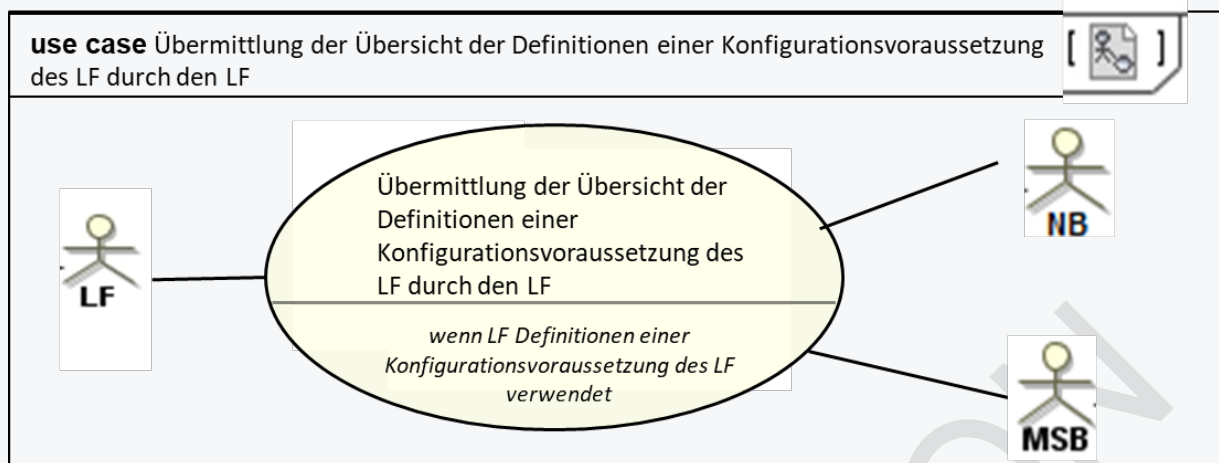 use case Übermittlung der Übersicht der Definitionen einer Konfigurationsvoraussetzung
des LF durch den LF
[ ]
Übermittlung der Übersicht der
Definitionen einer
Konfigurationsvoraussetzung des
LF durch den LF
wenn LF Definitionen einer
Konfigurationsvoraussetzung des LF
verwendet
LF
NB
MSB